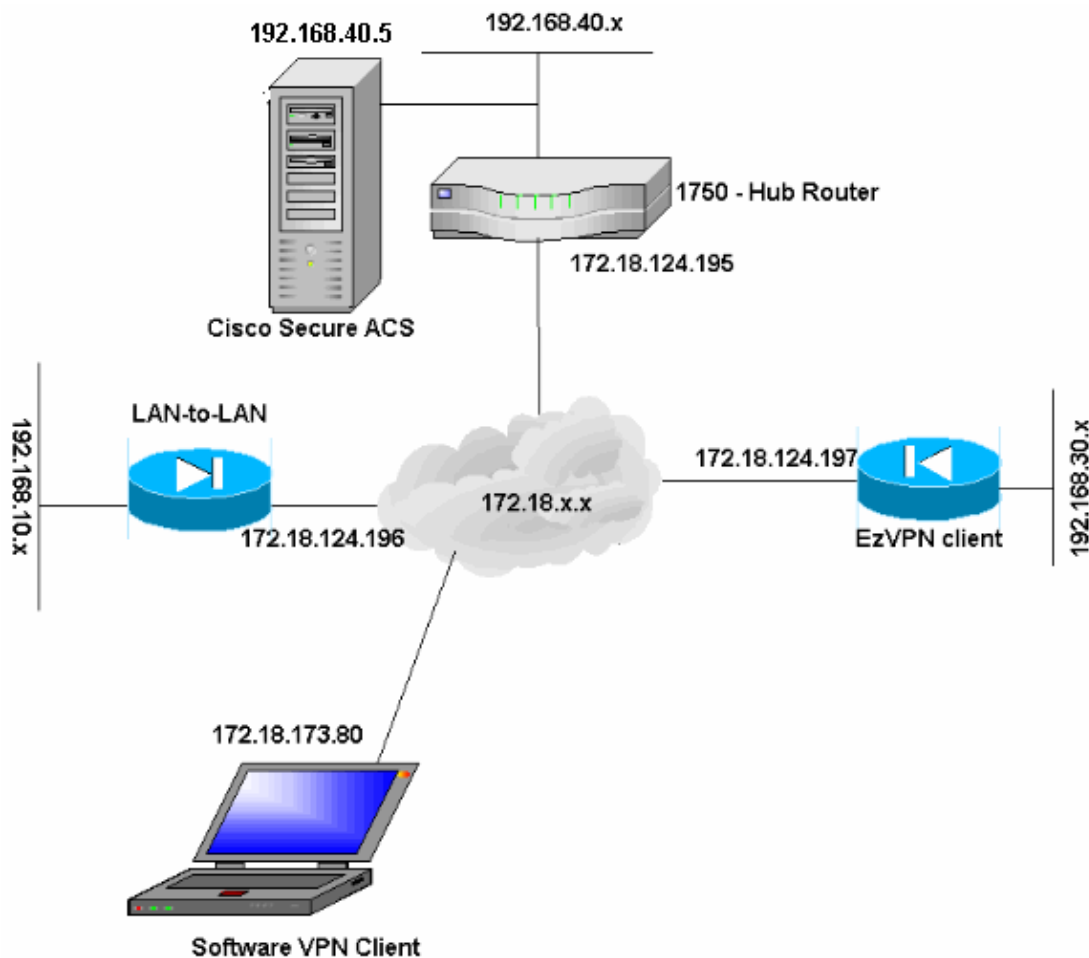 192.168.40.5
192.168.40.x
1750 - Hub Router
172.18.124.195
Cisco Secure ACS
LAN-to-LAN
192.168.10.x
172.18.124.196
172.18.x.x
172.18.124.197
EzVPN client
192.168.30.x
172.18.173.80
Software VPN Client